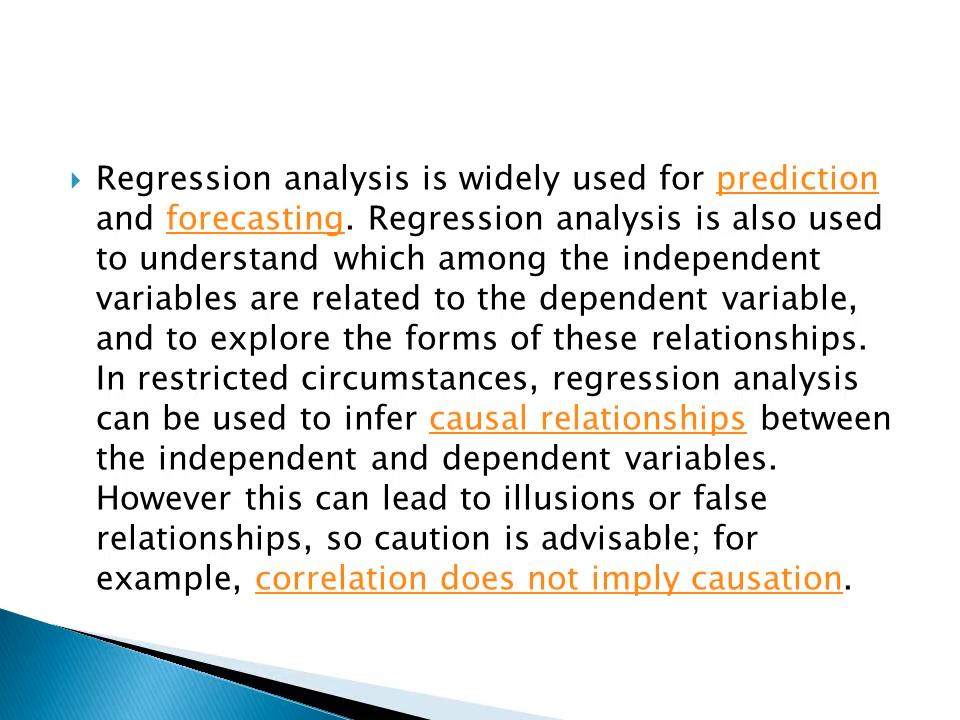 Regression analysis is widely used for prediction
and forecasting. Regression analysis is also used
to understand which among the independent
variables are related to the dependent variable,
and to explore the forms of these relationships.
In restricted circumstances, regression analysis
can be used to infer causal relationships between
the independent and dependent variables.
However this can lead to illusions or false
relationships, so caution is advisable; for
example, correlation does not imply causation.